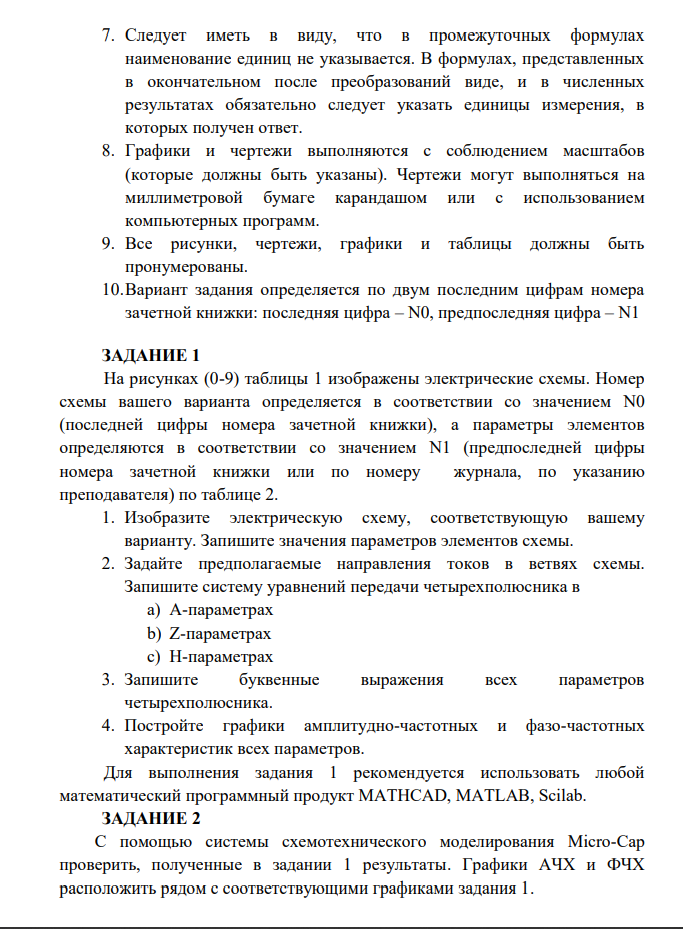 7. Следует иметь в виду, что в промежуточных формулах
наименование единиц не указывается. В формулах, представленных
в окончательном после преобразований виде, и в численных
результатах обязательно следует указать единицы измерения, в
которых получен ответ.
8. Графики и чертежи выполняются с соблюдением масштабов
(которые должны быть указаны). Чертежи могут выполняться на
миллиметровой бумаге карандашом или с использованием
компьютерных программ.
9. Все рисунки, чертежи, графики и таблицы должны быть
пронумерованы.
10.Вариант задания определяется по двум последним цифрам номера
зачетной книжки: последняя цифра – N0, предпоследняя цифра – N1
ЗАДАНИЕ 1
На рисунках (0-9) таблицы 1 изображены электрические схемы. Номер
схемы вашего варианта определяется в соответствии со значением N0
(последней цифры номера зачетной книжки), а параметры элементов
определяются в соответствии со значением N1 (предпоследней цифры
номера зачетной книжки или по номеру журнала, по указанию
преподавателя) по таблице 2.
1. Изобразите электрическую схему, соответствующую вашему
варианту. Запишите значения параметров элементов схемы.
2. Задайте предполагаемые направления токов в ветвях схемы.
Запишите систему уравнений передачи четырехполюсника в
a) А-параметрах
b) Z-параметрах
c) Н-параметрах
3. Запишите буквенные выражения всех параметров
четырехполюсника.
4. Постройте графики амплитудно-частотных и фазо-частотных
характеристик всех параметров.
Для выполнения задания 1 рекомендуется использовать любой
математический программный продукт MATHCAD, MATLAB, Scilab.
ЗАДАНИЕ 2
С помощью системы схемотехнического моделирования Micro-Cap
проверить, полученные в задании 1 результаты. Графики АЧХ и ФЧХ
расположить рядом с соответствующими графиками задания 1.